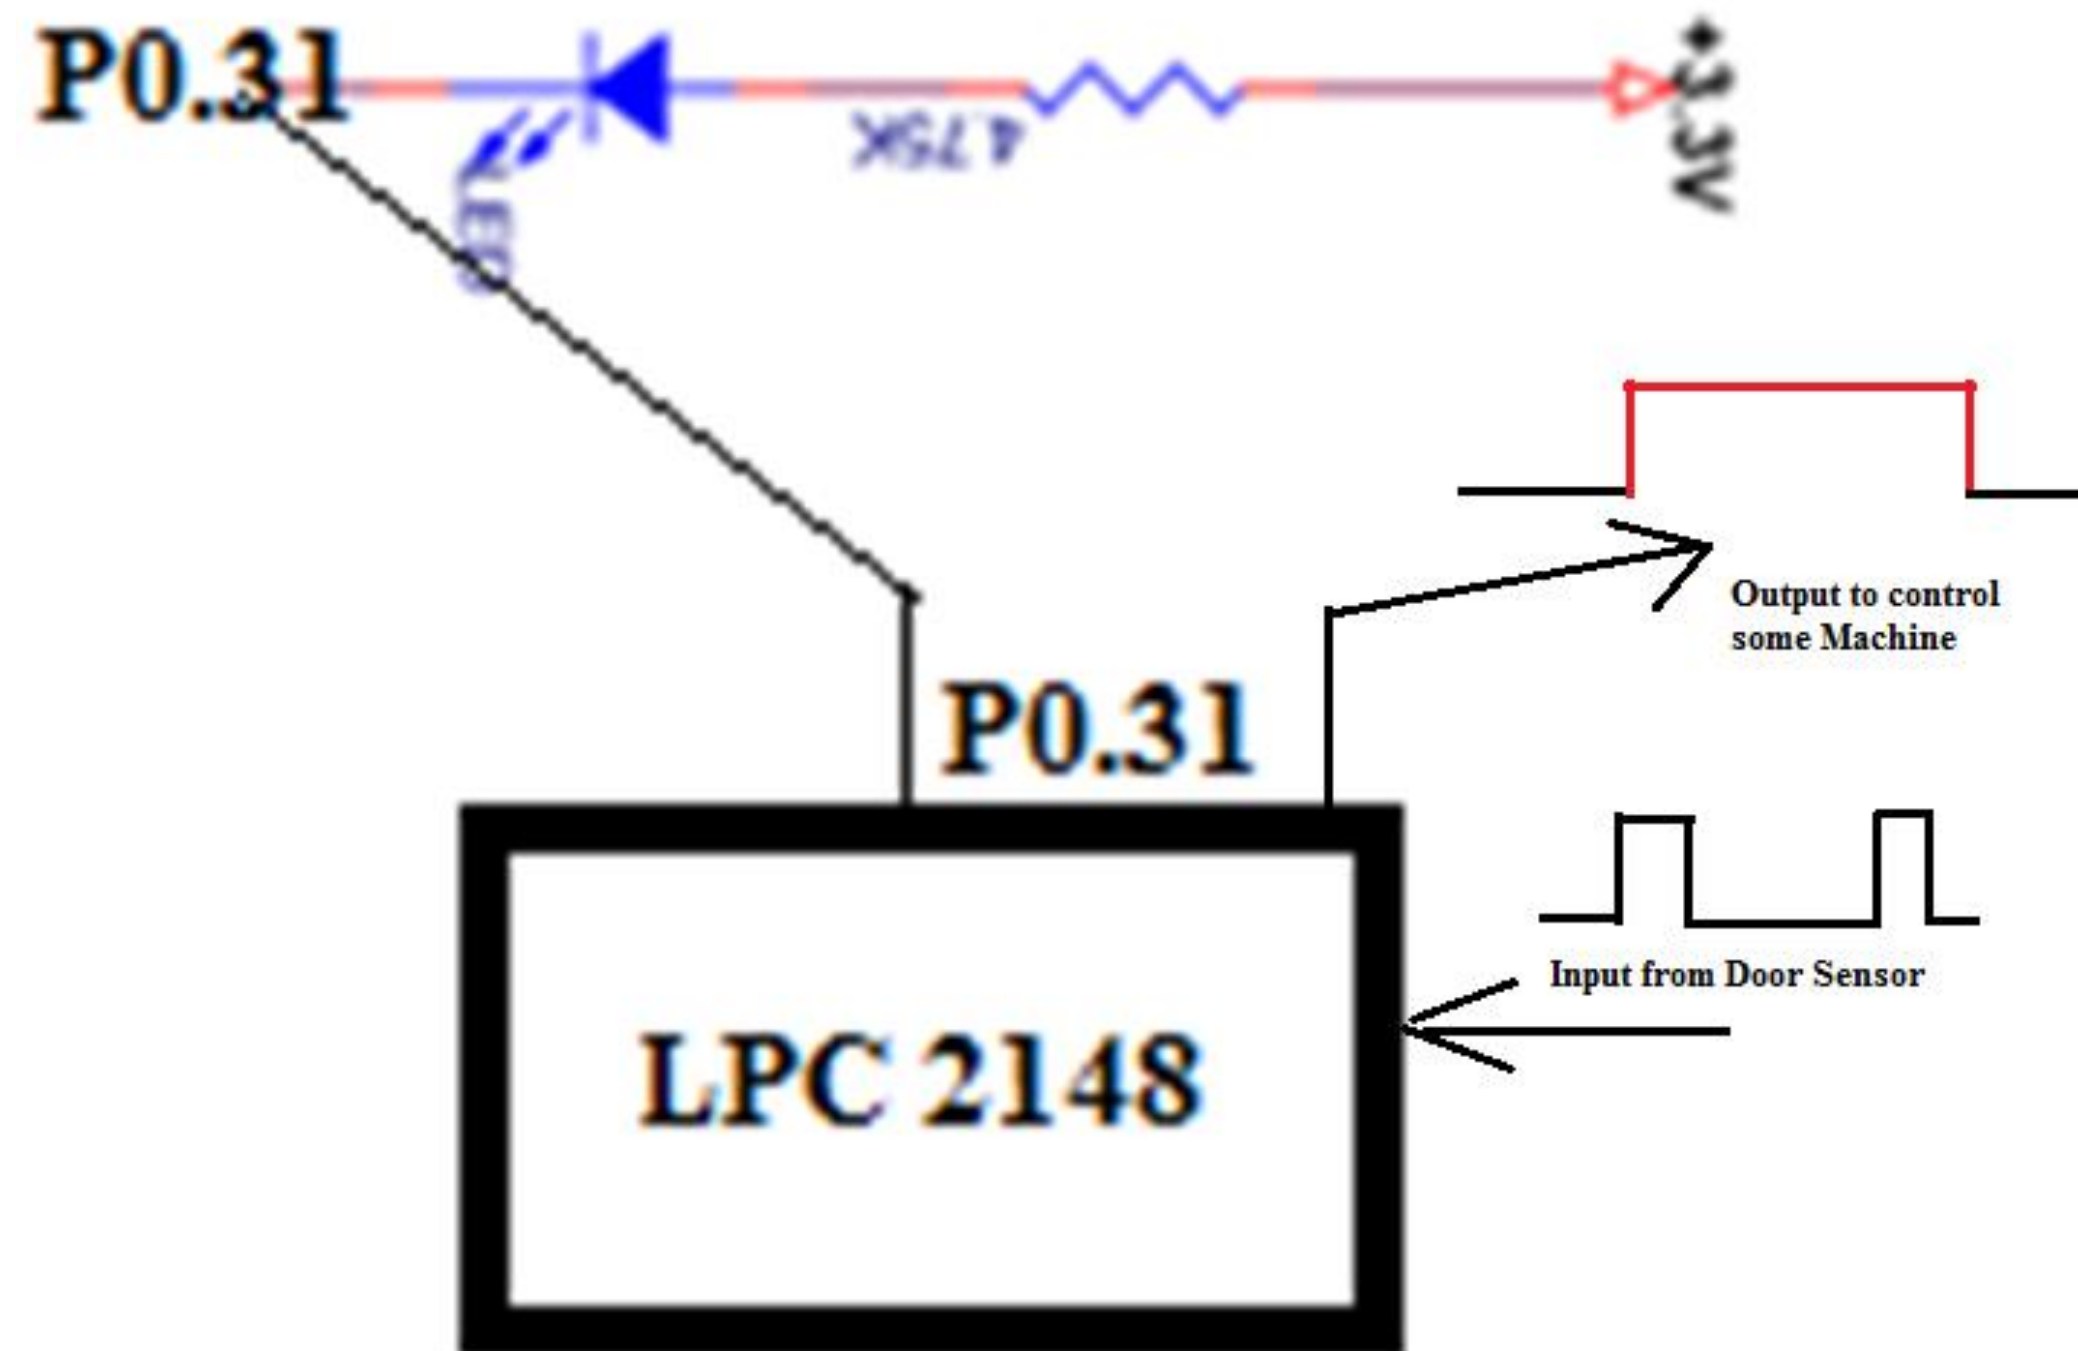 P0.31
4.75K
+3.3V
LED
Output to control
some Machine
P0.31
Input from Door Sensor
LPC 2148